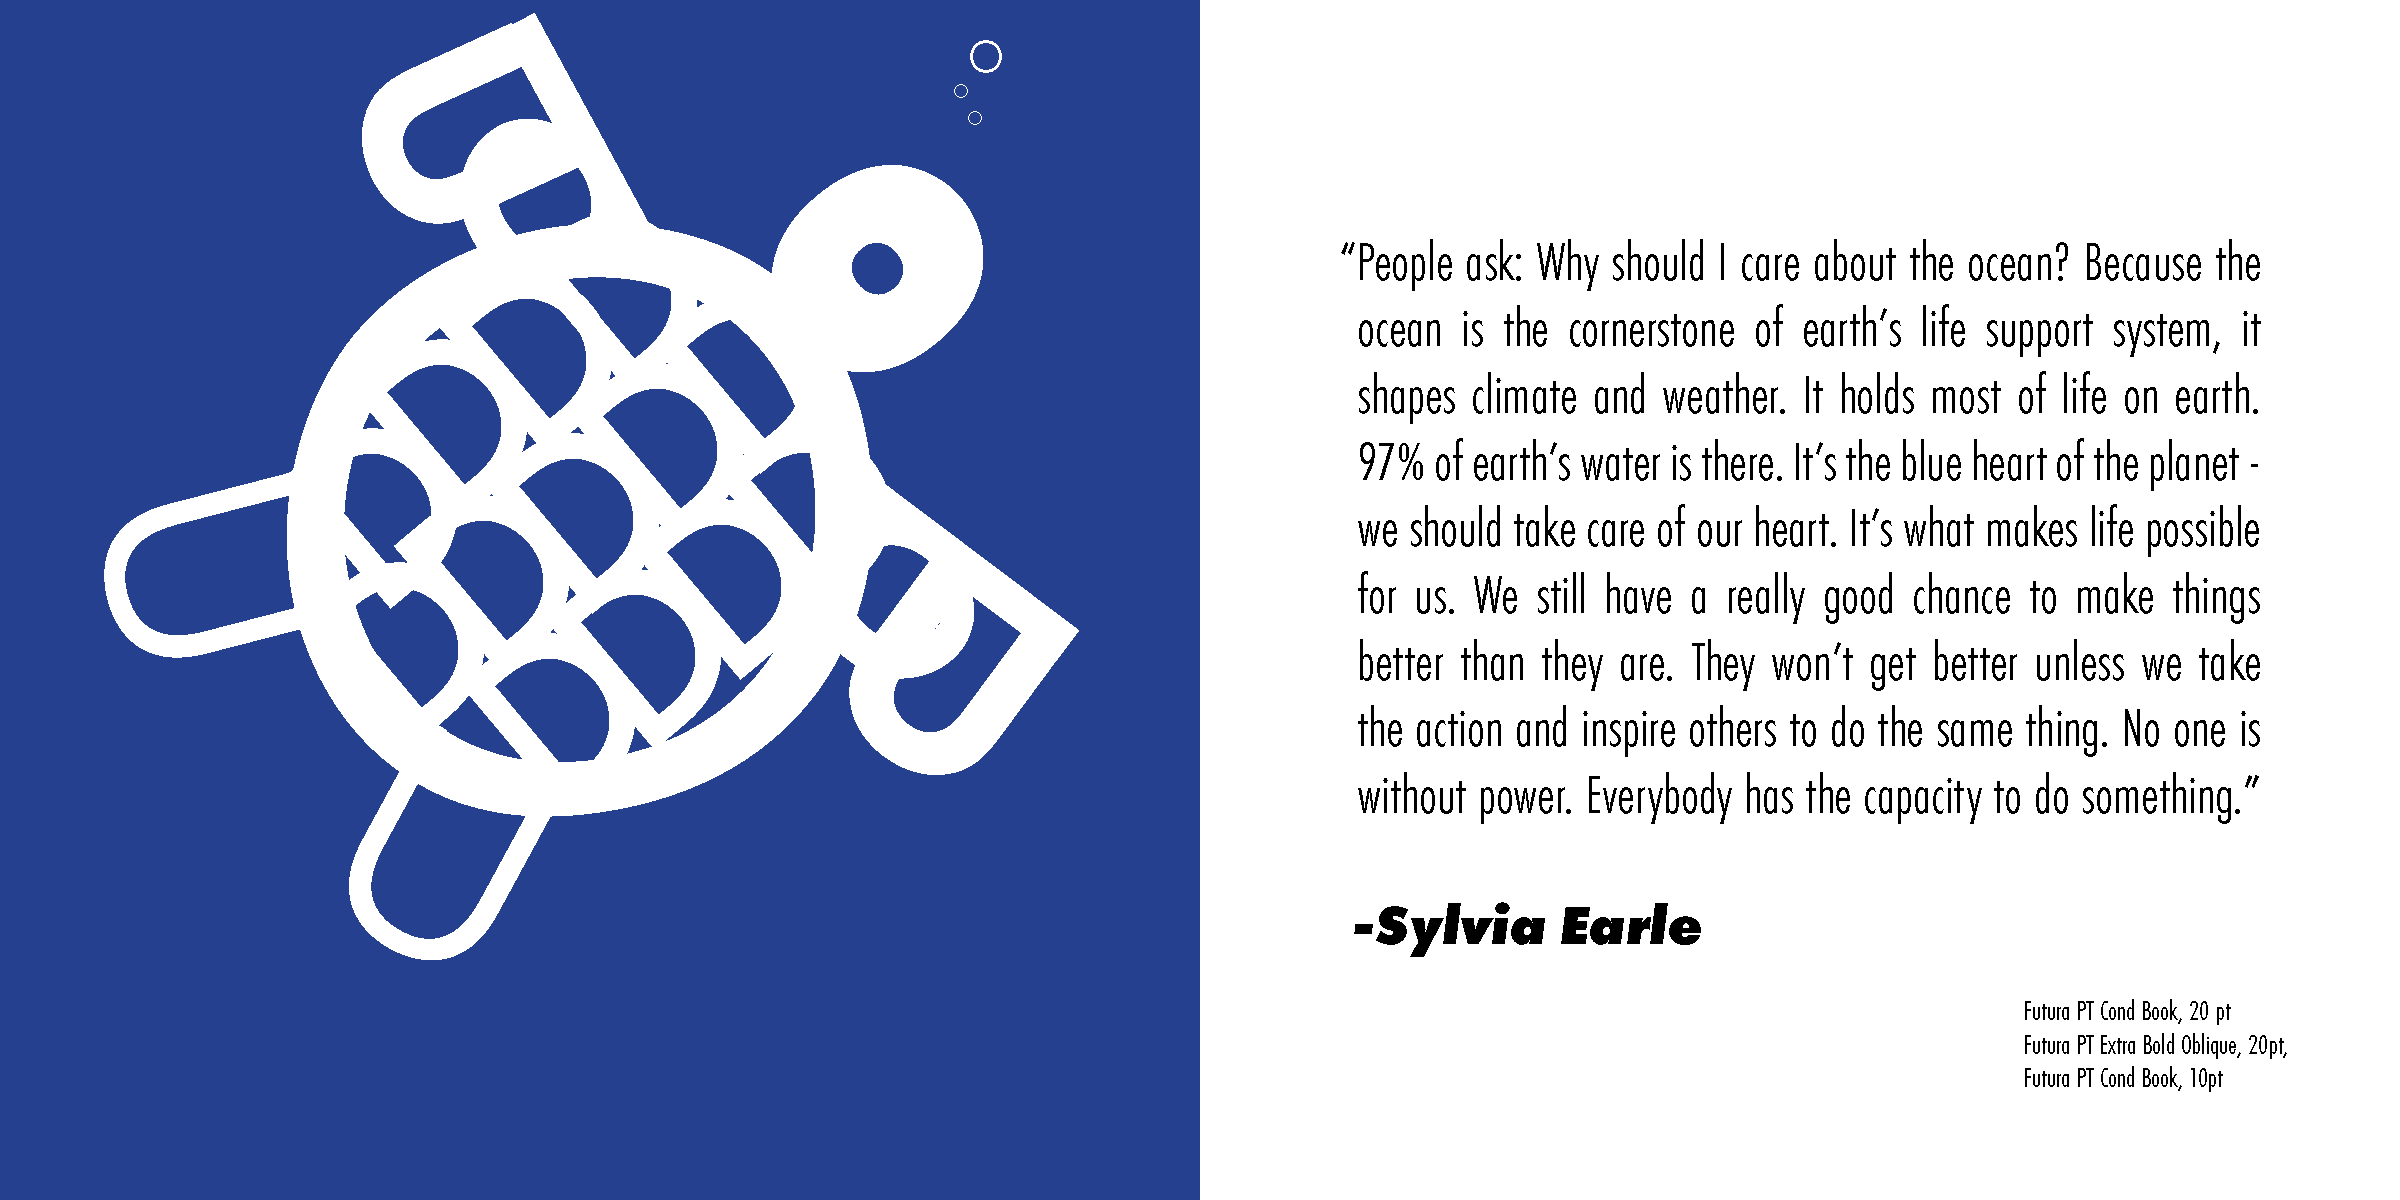 “People ask: Why should I care about the ocean? Because the
ocean is the cornerstone of earth’s life support system, it
shapes climate and weather. It holds most of life on earth.
97% of earth’s water is there. It’s the blue heart of the planet -
we should take care of our heart. It’s what makes life possible
for us. We still have a really good chance to make things
better than they are. They won’t get better unless we take
the action and inspire others to do the same thing. No one is
without power. Everybody has the capacity to do something.”
-Sylvia Earle
Futura PT Cond Book, 20 pt
Futura PT Extra Bold Oblique, 20pt,
Futura PT Cond Book, 10pt